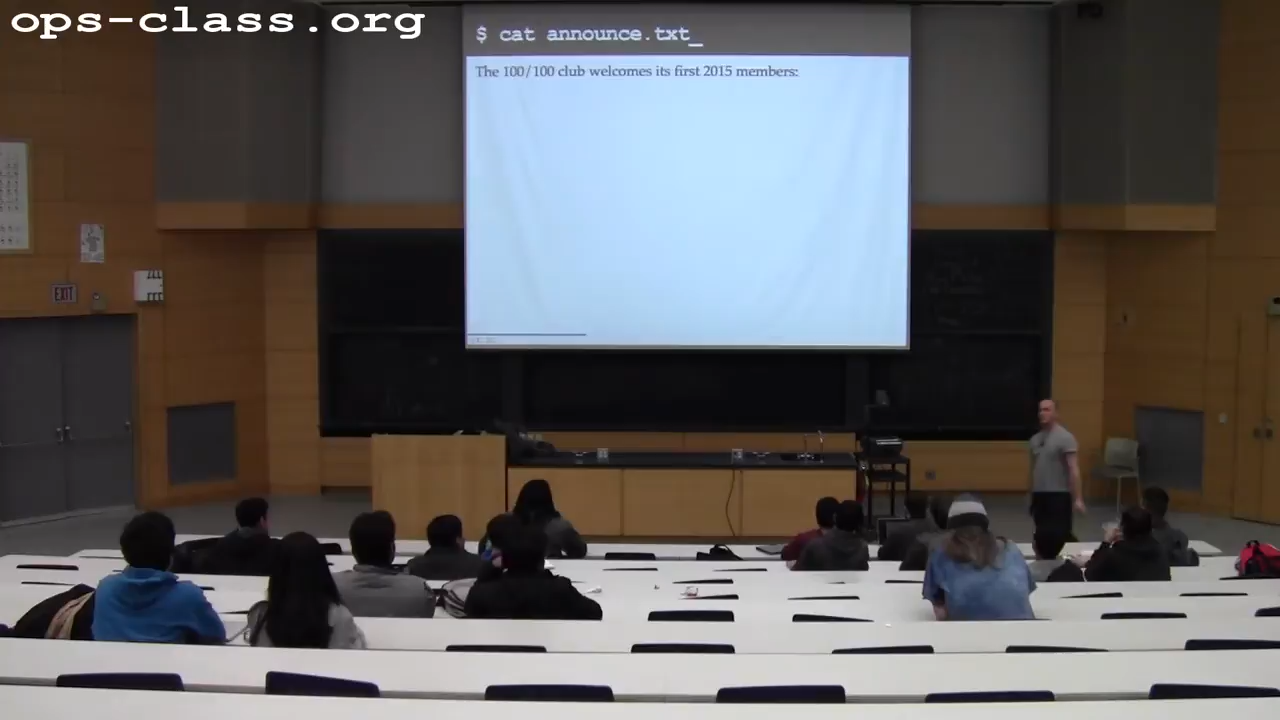 ops-class.org
$ cat announce.txt_
The 100/100 club welcomes its first 2015 members:
EXIT